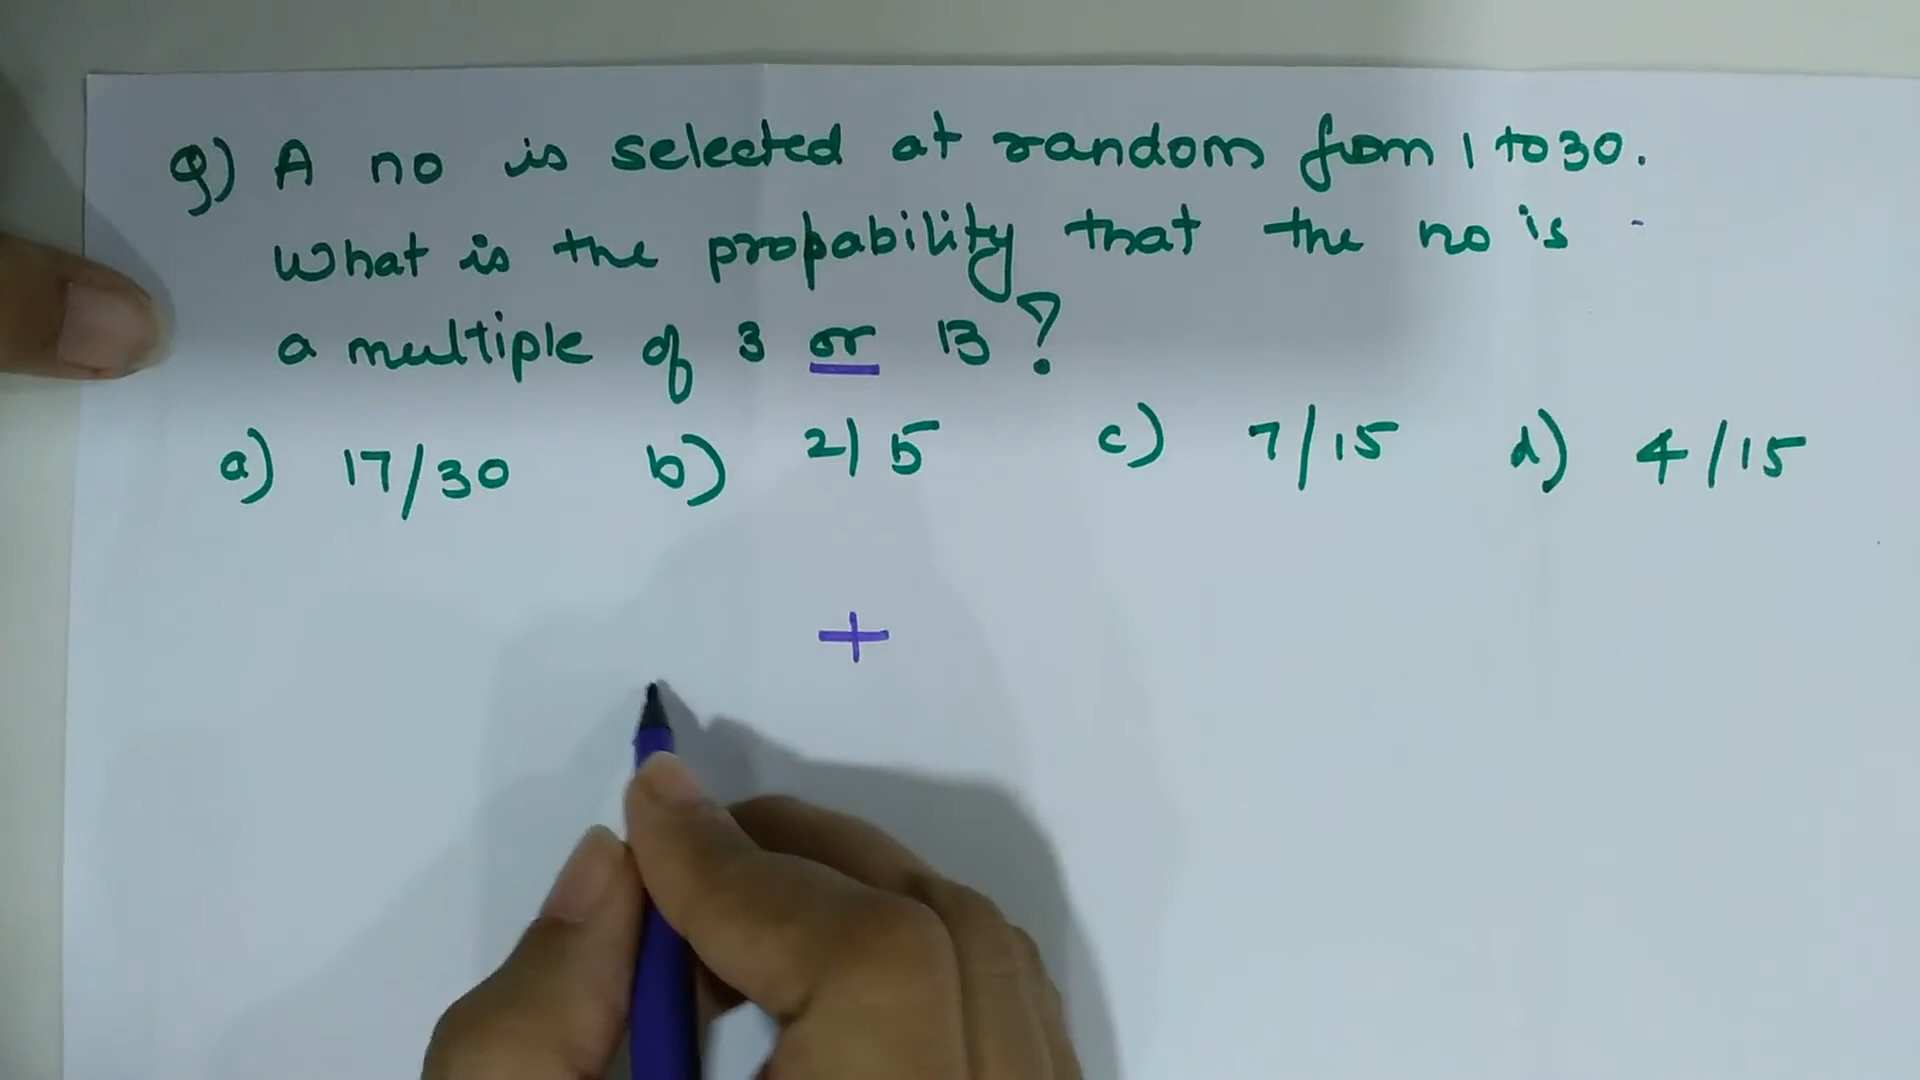 Q) A no is selected at random from 1 to 30.
What is the propability that the no is
a multiple of 3 or 13?
a) 17/30 b) 2/5 c) 7/15 d) 4/15
+